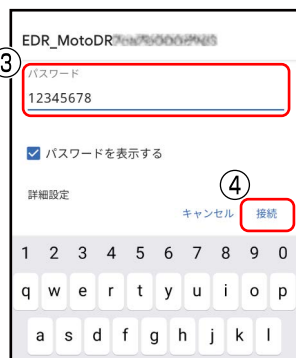 EDR_MotoDR
③
パスワード
12345678
パスワードを表示する
④
詳細設定
キャンセル 接続
1 2 3 4 5 6 7 8 9 0
q w e r t y u i o p
a s d f g h j k l